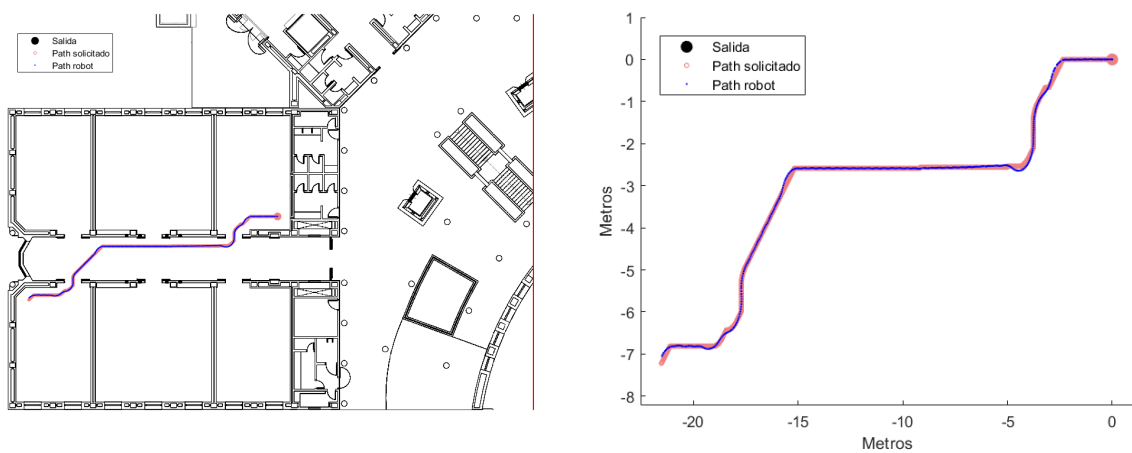 Salida
Path solicitado
Path robot
Salida
Path solicitado
Path robot
1
0
-1
-2
-3
-4
-5
-6
-7
-8
Metros
-20
-15
-10
-5
0
Metros